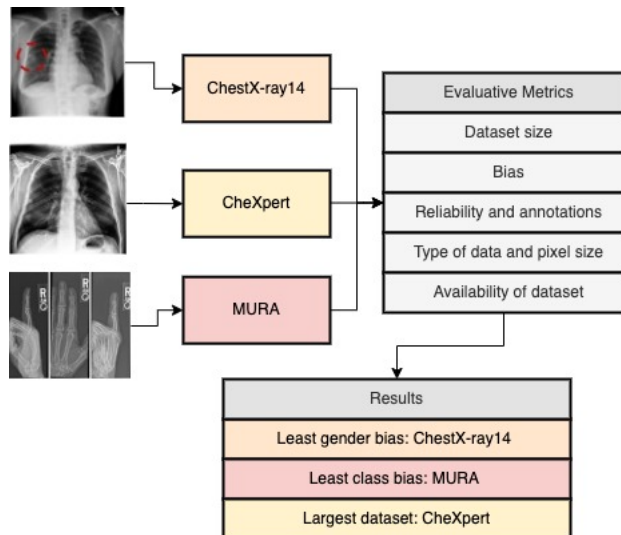 ChestX-ray14
CheXpert
MURA
Evaluative Metrics
Dataset size
Bias
Reliability and annotations
Type of data and pixel size
Availability of dataset
Results
Least gender bias: ChestX-ray14
Least class bias: MURA
Largest dataset: CheXpert